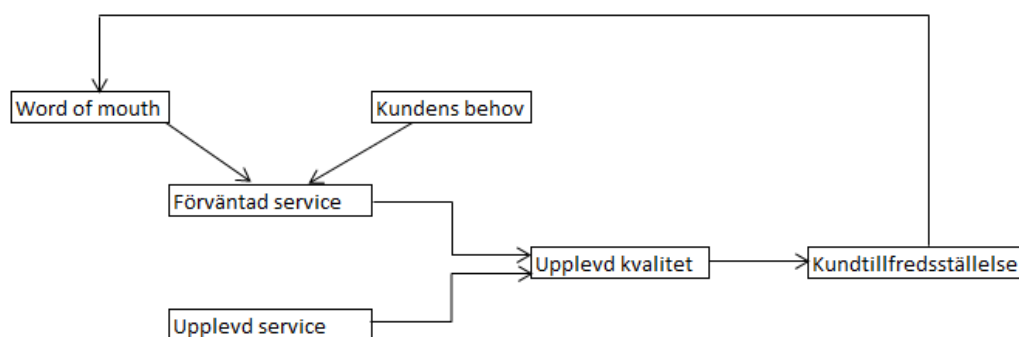 Word of mouth
Kundens behov
Förväntad service
Upplevd kvalitet
Kundtillfredsställelse
Upplevd service